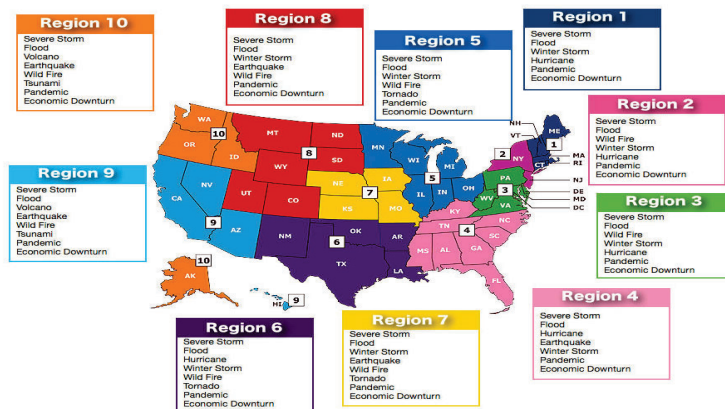 Region 10
Severe Storm
Flood
Volcano
Earthquake
Wild Fire
Tsunami
Pandemic
Economic Downturn
Region 8
Severe Storm
Flood
Winter Storm
Earthquake
Wild Fire
Pandemic
Economic Downturn
Region 5
Severe Storm
Flood
Winter Storm
Wild Fire
Tornado
Pandemic
Economic Downturn
Region 1
Severe Storm
Flood
Winter Storm
Hurricane
Pandemic
Economic Downturn
Region 2
Severe Storm
Flood
Wild Fire
Winter Storm
Hurricane
Pandemic
Economic Downturn
Region 9
Severe Storm
Flood
Volcano
Earthquake
Wild Fire
Tsunami
Pandemic
Economic Downturn
Region 3
Severe Storm
Flood
Wild Fire
Winter Storm
Hurricane
Pandemic
Economic Downturn
Region 6
Severe Storm
Flood
Hurricane
Winter Storm
Wild Fire
Tornado
Pandemic
Economic Downturn
Region 7
Severe Storm
Flood
Winter Storm
Earthquake
Wild Fire
Tornado
Pandemic
Economic Downturn
Region 4
Severe Storm
Flood
Hurricane
Earthquake
Winter Storm
Wild Fire
Pandemic
Economic Downturn
WA
OR
10
ID
MT
ND
8
SD
WY
UT
CO
MN
WI
MI
5
IL
IN
OH
NH
VT
ME
1
MA
RI
CT
2
NY
NJ
PA
3
WV
VA
DE
MD
DC
CA
NV
9
AZ
NE
IA
7
KS
MO
KY
TN
NC
4
SC
MS
AL
GA
FL
NM
OK
6
AR
TX
LA
10
AK
HI
9